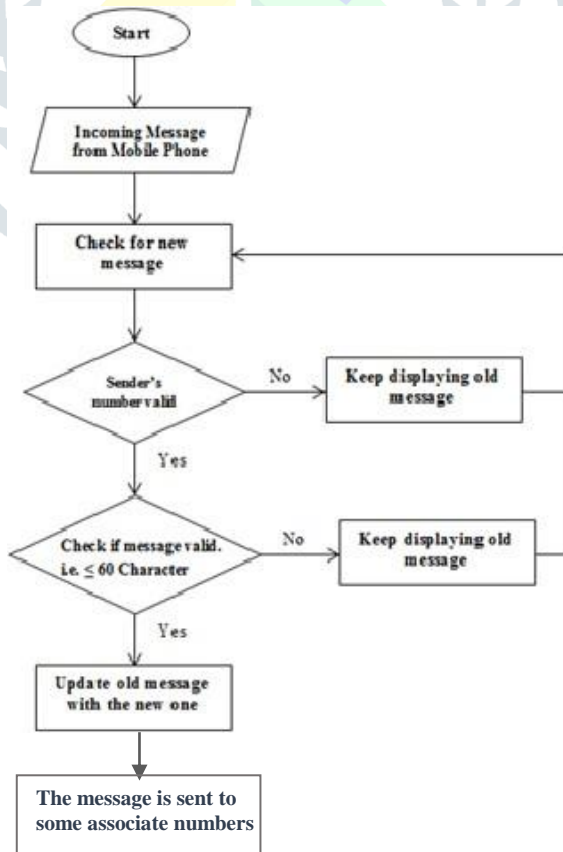 Start
Incoming Message
from Mobile Phone
Check for new
message
Sender's
number valid
No
Keep displaying old
message
Yes
Check if message valid.
i.e. ≤ 60 Character
No
Keep displaying old
message
Yes
Update old message
with the new one
The message is sent to
some associate numbers